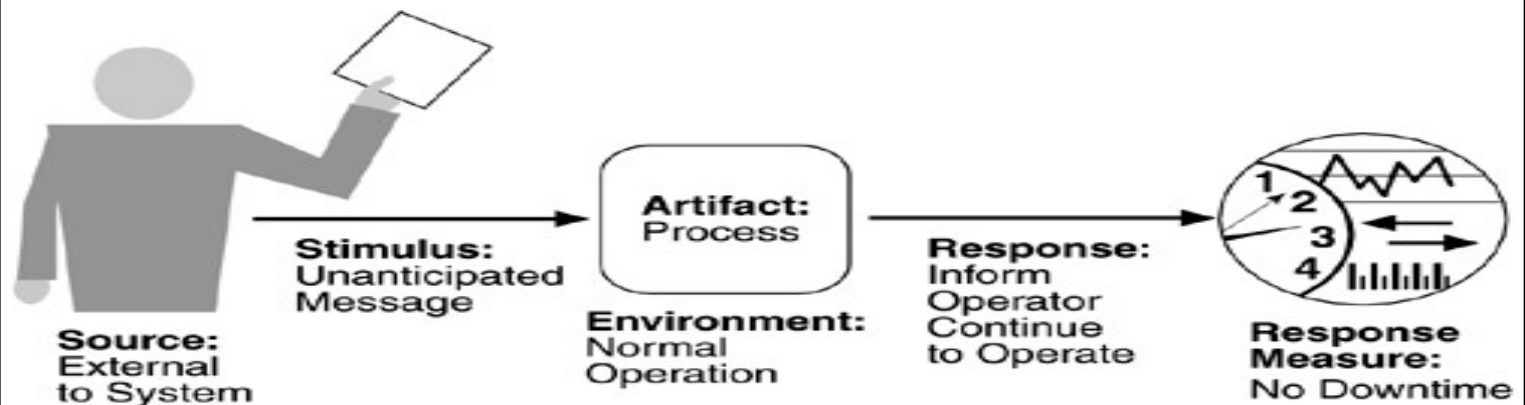 Source:
External
to System
Stimulus:
Unanticipated
Message
Artifact:
Process
Environment:
Normal
Operation
Response:
Inform
Operator
Continue
to Operate
1
2
3
4
Response
Measure:
No Downtime